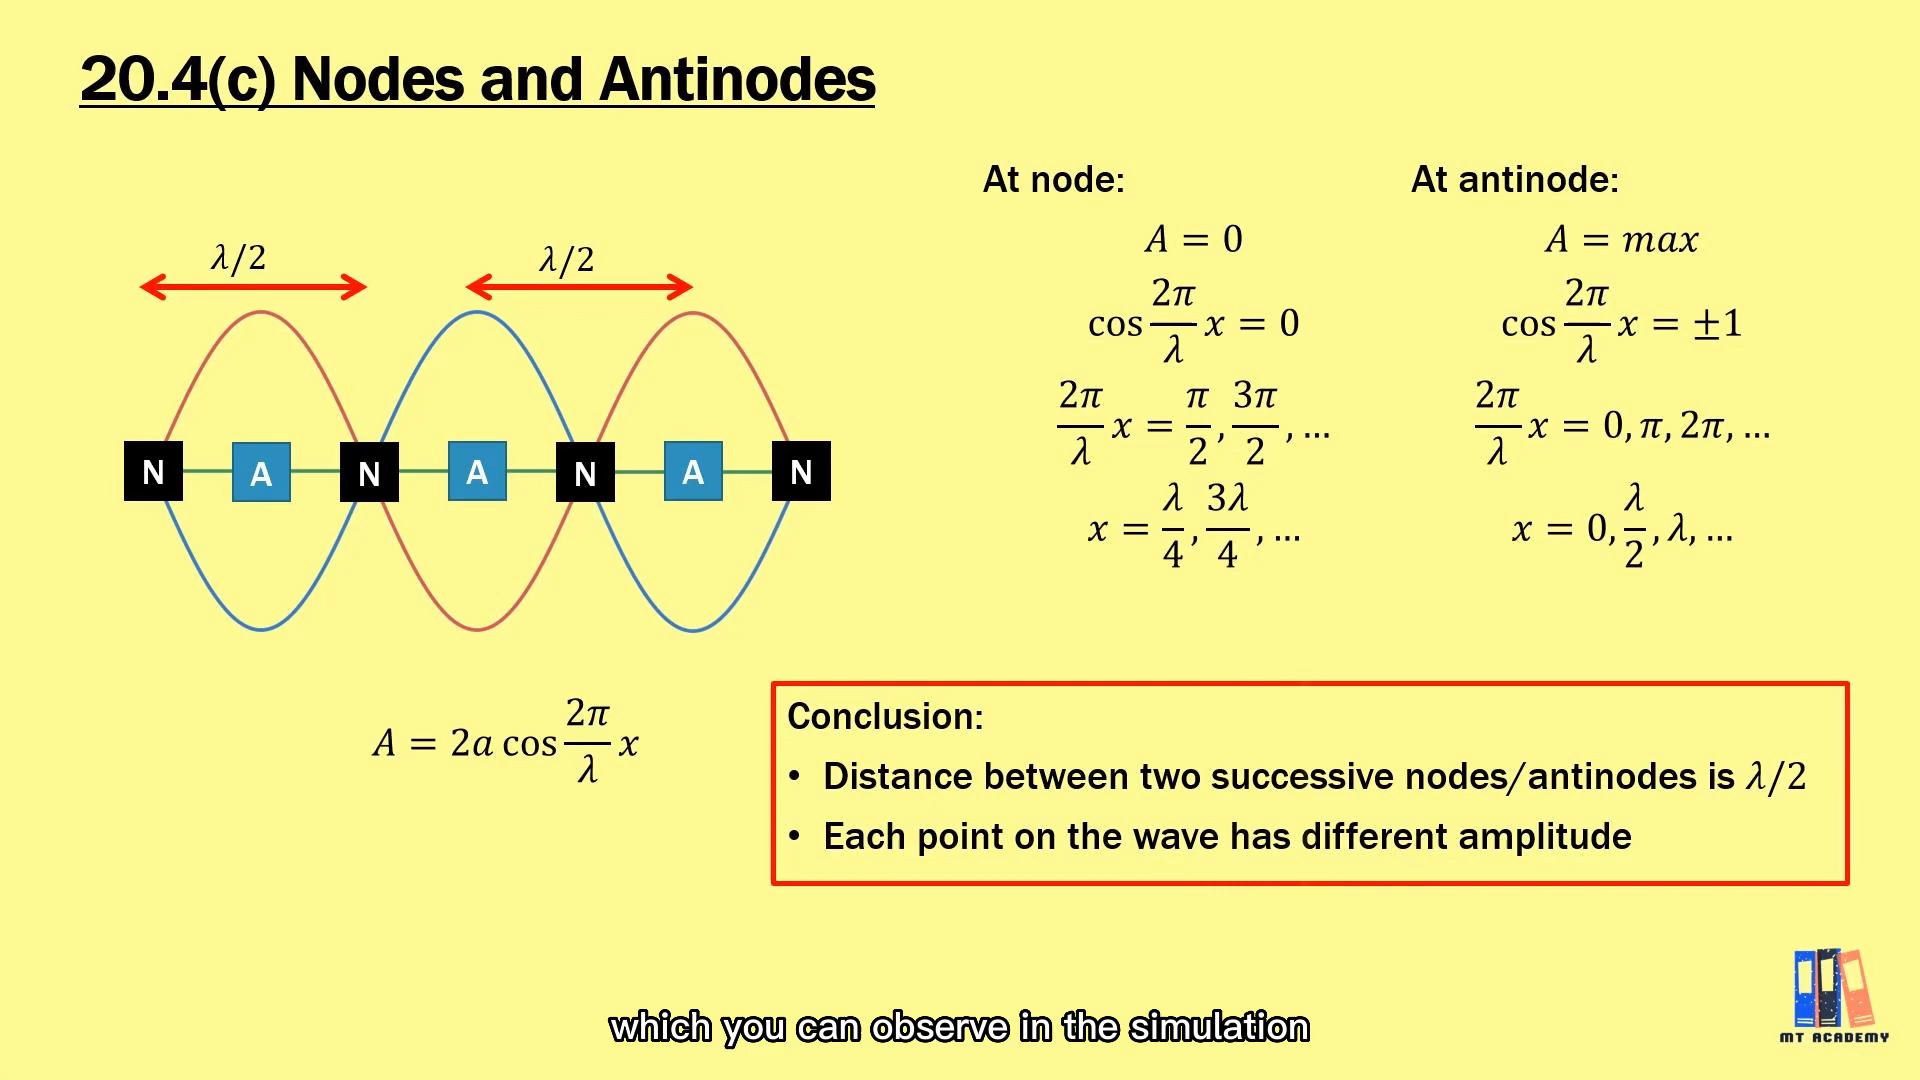 20.4(c) Nodes and Antinodes
λ/2 λ/2
N A N A N A N
A = 2a cos 2π/λ x
At node:
A = 0
cos 2π/λ x = 0
2π/λ x = π/2, 3π/2, ...
x = λ/4, 3λ/4, ...
At antinode:
A = max
cos 2π/λ x = ±1
2π/λ x = 0, π, 2π, ...
x = 0, λ/2, λ, ...
Conclusion:
• Distance between two successive nodes/antinodes is λ/2
• Each point on the wave has different amplitude
which you can observe in the simulation
MT ACADEMY